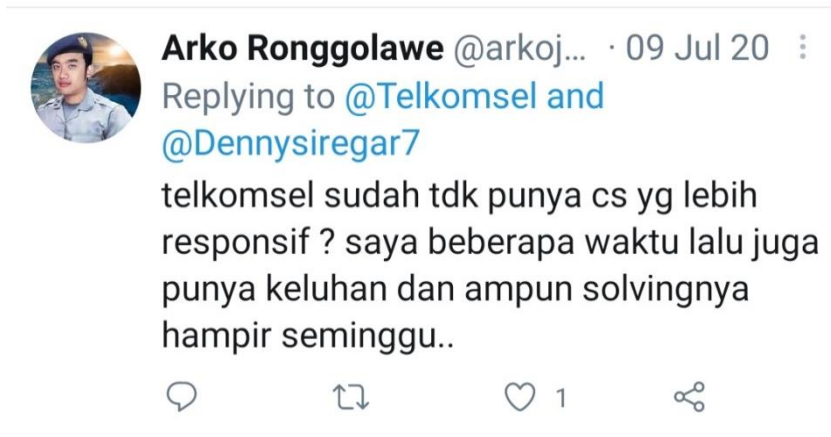 Arko Ronggolawe @arkoj... · 09 Jul 20
Replying to @Telkomsel and
@Dennysiregar7
telkomsel sudah tdk punya cs yg lebih
responsif ? saya beberapa waktu lalu juga
punya keluhan dan ampun solvingnya
hampir seminggu..
1